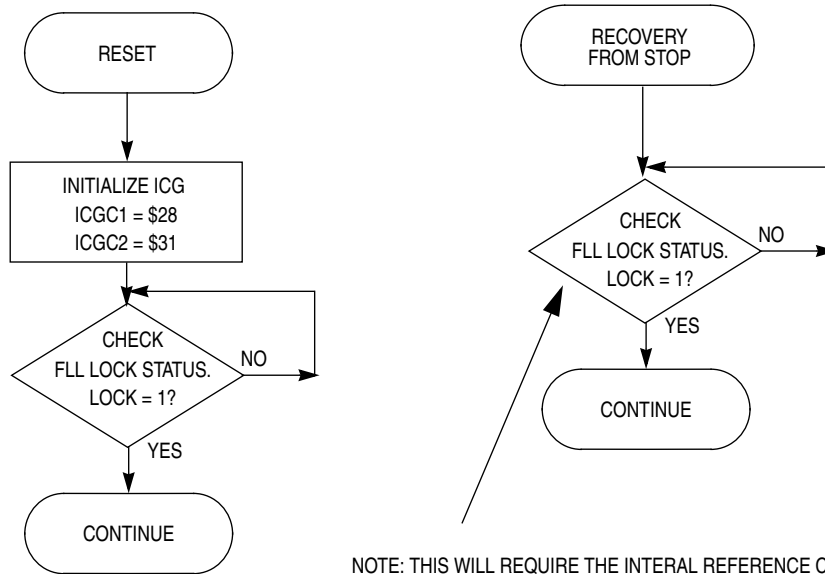 RESET
INITIALIZE ICG
ICGC1 = $28
ICGC2 = $31
CHECK
FLL LOCK STATUS.
LOCK = 1?
NO
YES
CONTINUE
RECOVERY
FROM STOP
CHECK
FLL LOCK STATUS.
LOCK = 1?
NO
YES
CONTINUE
NOTE: THIS WILL REQUIRE THE INTERAL REFERENCE